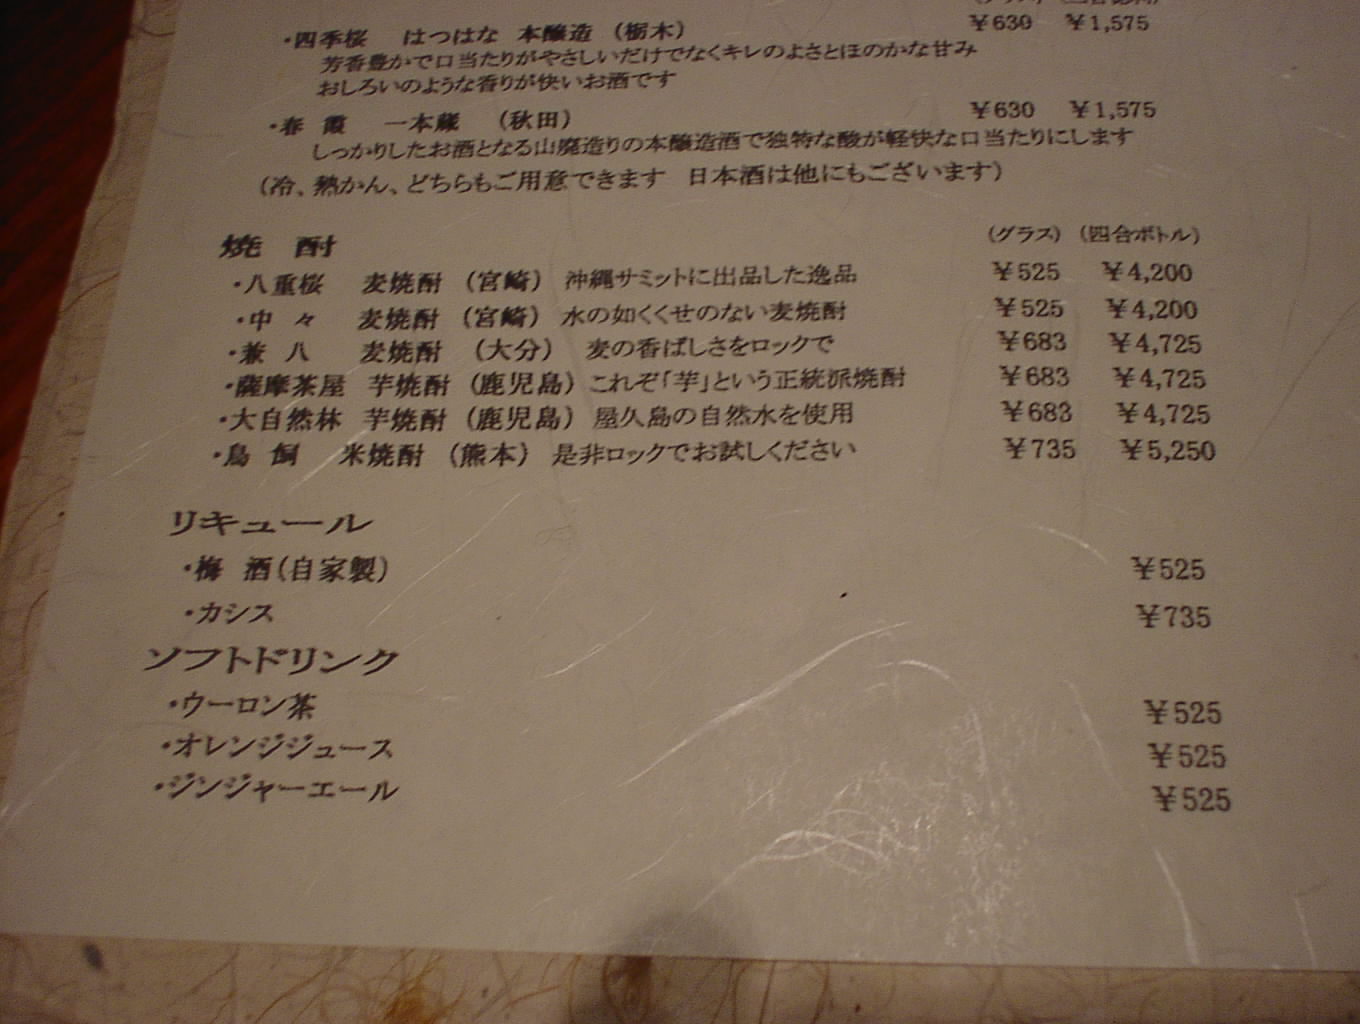 ・四季桜 はつはな 本醸造 (栃木) ¥630 ¥1,575
芳香豊かで口当たりがやさしいだけでなくキレのよさとほのかな甘み
おしろいのような香りが快いお酒です
・春 霞 一本蔵 (秋田) ¥630 ¥1,575
しっかりしたお酒となる山廃造りの本醸造酒で独特な酸が軽快な口当たりにします
(冷、熱かん、どちらもご用意できます 日本酒は他にもございます)
焼 酎 (グラス) (四合ボトル)
・八重桜 麦焼酎 (宮崎) 沖縄サミットに出品した逸品 ¥525 ¥4,200
・中 々 麦焼酎 (宮崎) 水の如くくせのない麦焼酎 ¥525 ¥4,200
・兼 八 麦焼酎 (大分) 麦の香ばしさをロックで ¥683 ¥4,725
・薩摩茶屋 芋焼酎 (鹿児島) これぞ「芋」という正統派焼酎 ¥683 ¥4,725
・大自然林 芋焼酎 (鹿児島) 屋久島の自然水を使用 ¥683 ¥4,725
・鳥 飼 米焼酎 (熊本) 是非ロックでお試しください ¥735 ¥5,250
リキュール
・梅 酒(自家製) ¥525
・カシス ¥735
ソフトドリンク
・ウーロン茶 ¥525
・オレンジジュース ¥525
・ジンジャーエール ¥525